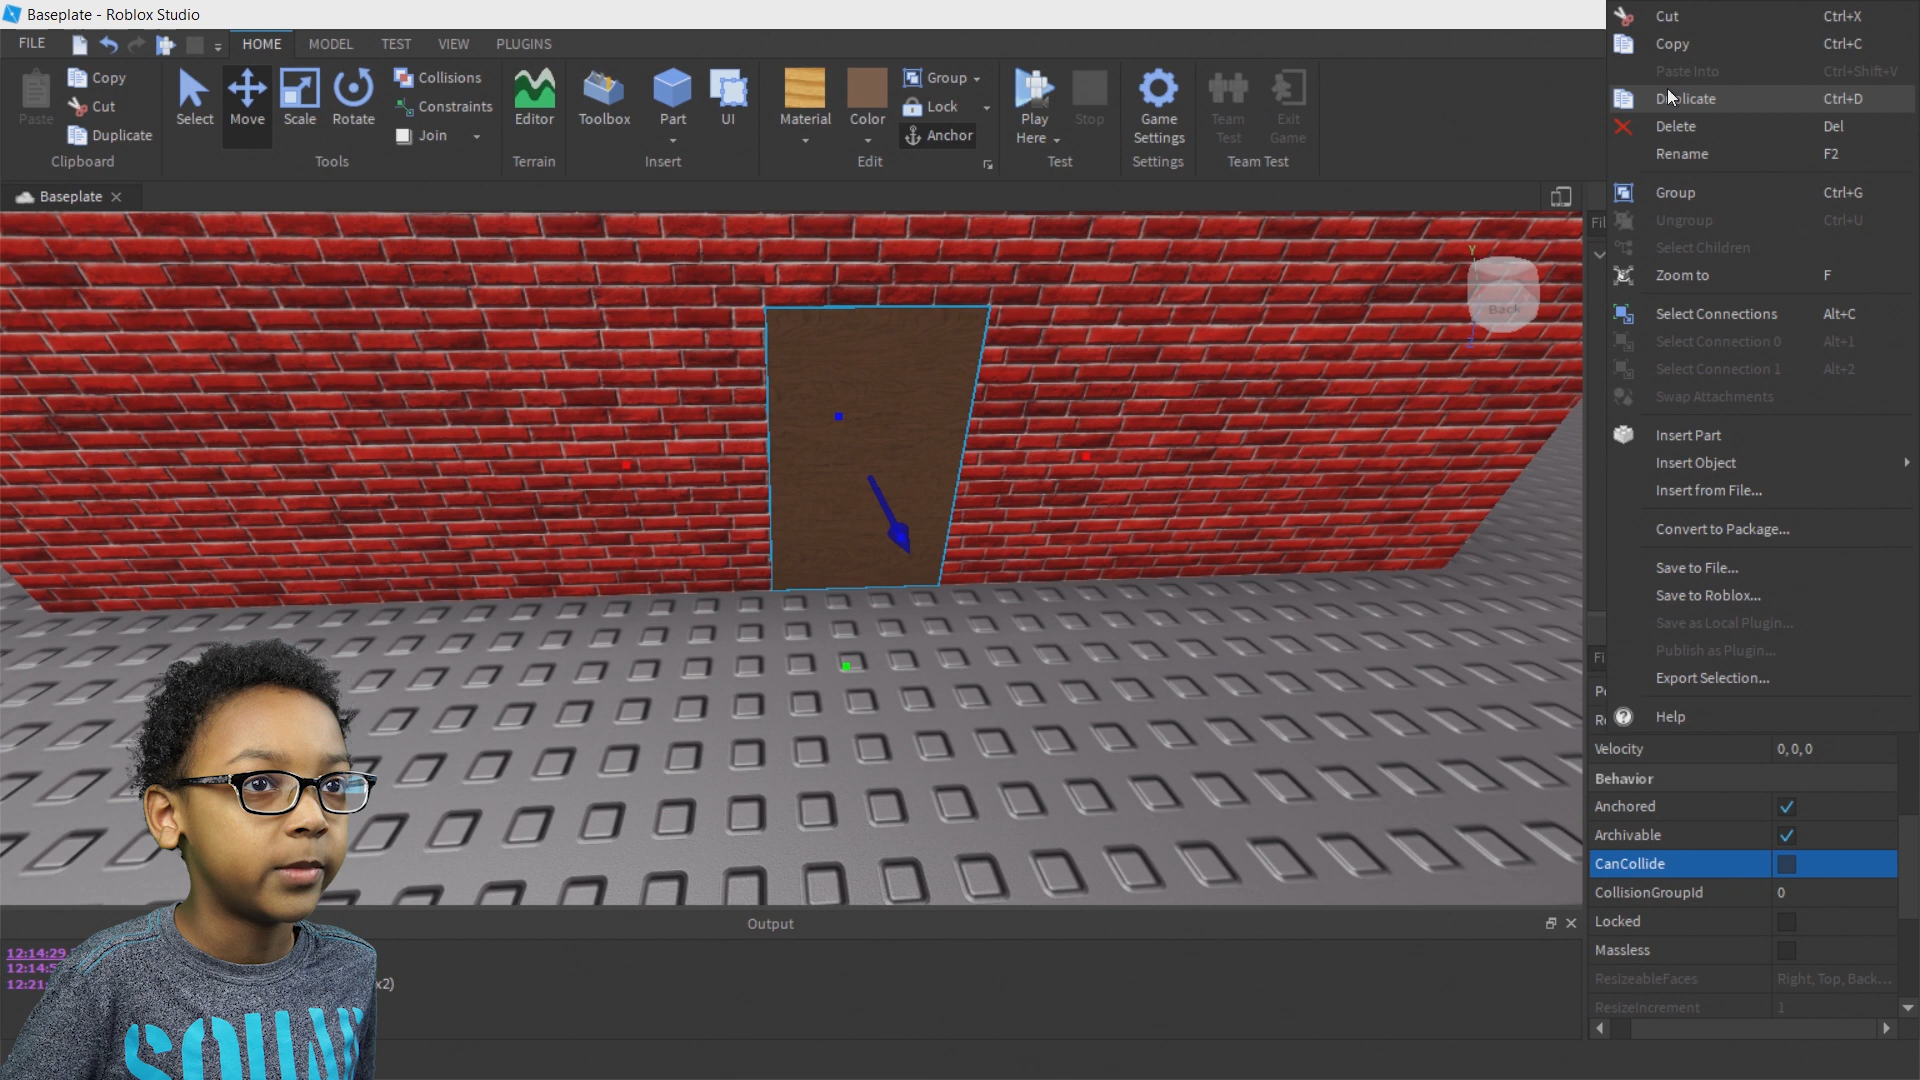 Baseplate - Roblox Studio
FILE HOME MODEL TEST VIEW PLUGINS
Paste
Copy
Cut
Duplicate
Clipboard
Select Move Scale Rotate
Collisions
Constraints
Join
Tools
Editor
Terrain
Toolbox Part UI
Insert
Material Color
Group
Lock
Anchor
Edit
Play
Here
Stop
Test
Game
Settings
Settings
Team
Test
Exit
Game
Team Test
Baseplate
Y
Back
Cut Ctrl+X
Copy Ctrl+C
Paste Into Ctrl+Shift+V
Duplicate Ctrl+D
Delete Del
Rename F2
Group Ctrl+G
Ungroup Ctrl+U
Select Children
Zoom to F
Select Connections Alt+C
Select Connection 0 Alt+1
Select Connection 1 Alt+2
Swap Attachments
Insert Part
Insert Object
Insert from File...
Convert to Package...
Save to File...
Save to Roblox...
Save as Local Plugin...
Publish as Plugin...
Export Selection...
Help
Velocity 0, 0, 0
Behavior
Anchored
Archivable
CanCollide
CollisionGroupId 0
Locked
Massless
ResizeableFaces Right, Top, Back...
ResizeIncrement 1
Output
12:14:29
12:14:5
12:21: x2)